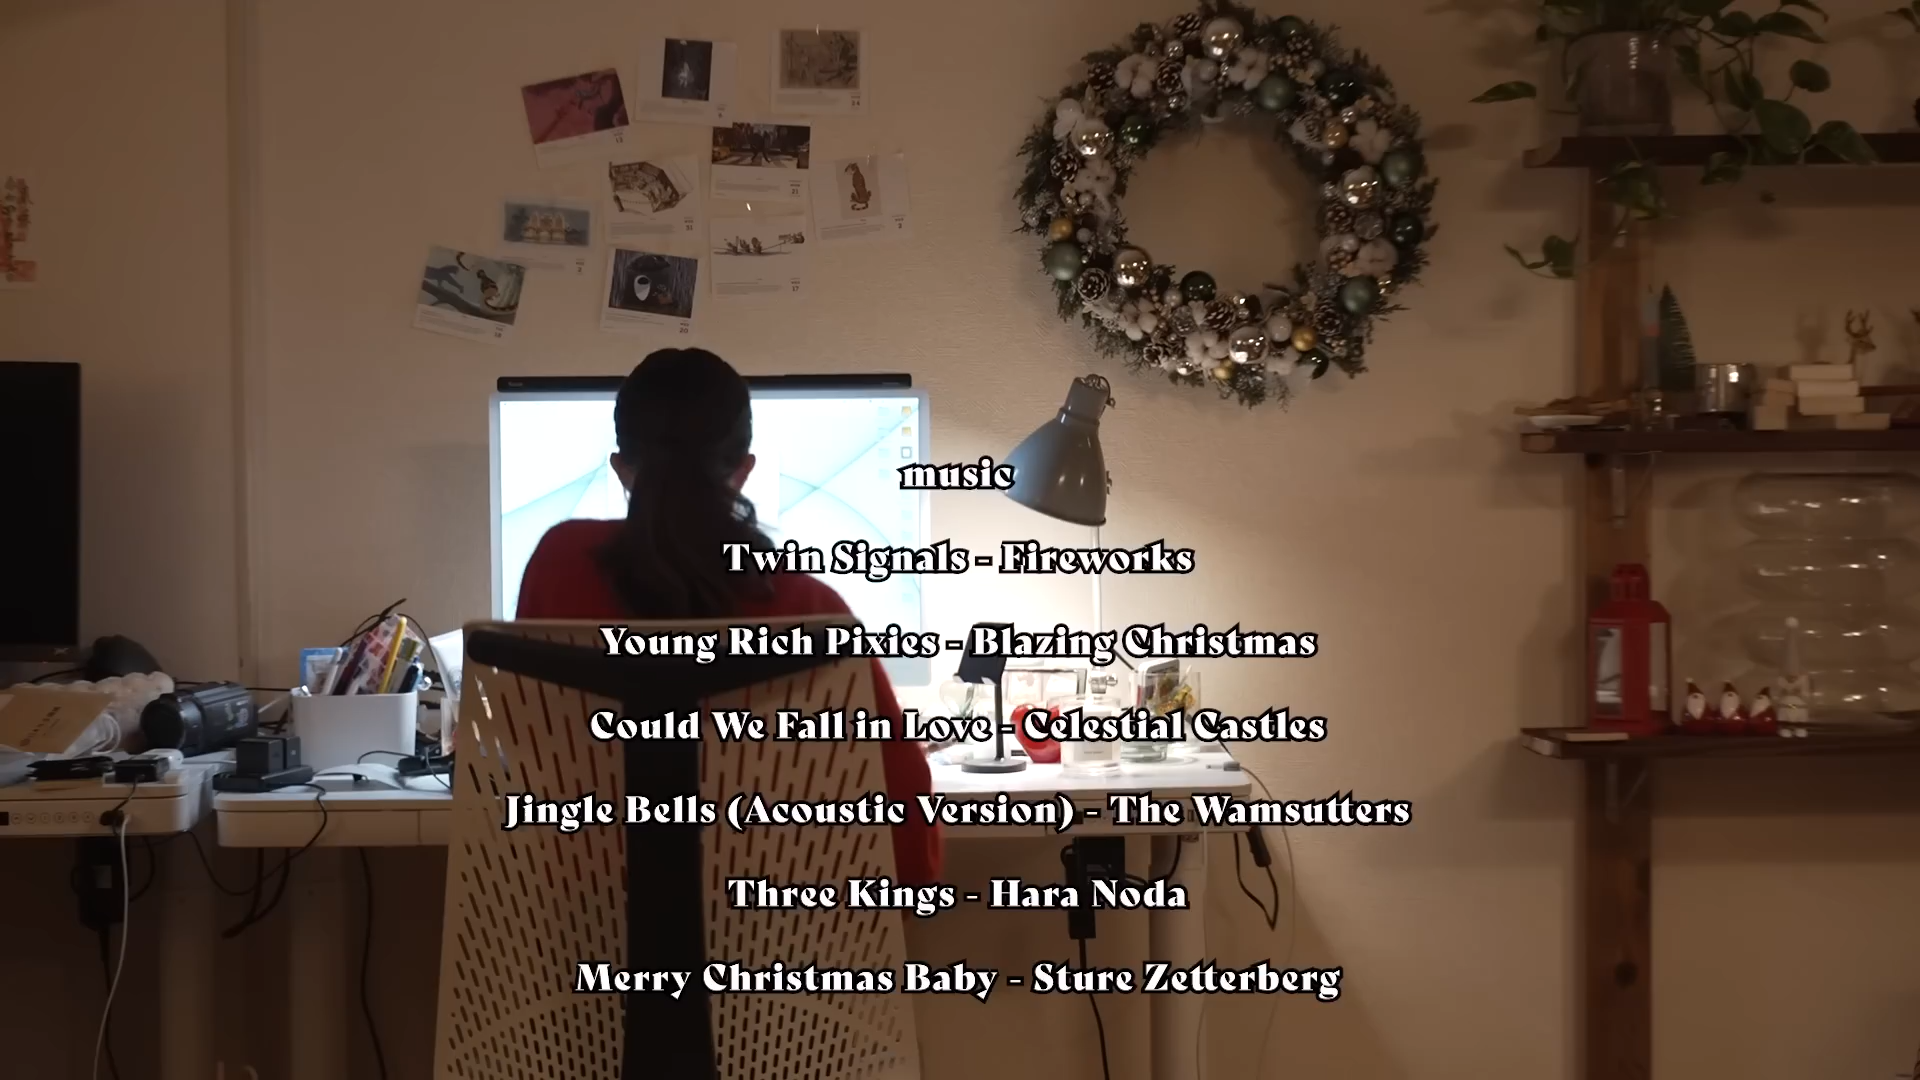 music
Twin Signals - Fireworks
Young Rich Pixies - Blazing Christmas
Could We Fall in Love - Celestial Castles
Jingle Bells (Acoustic Version) - The Wamsutters
Three Kings - Hara Noda
Merry Christmas Baby - Sture Zetterberg